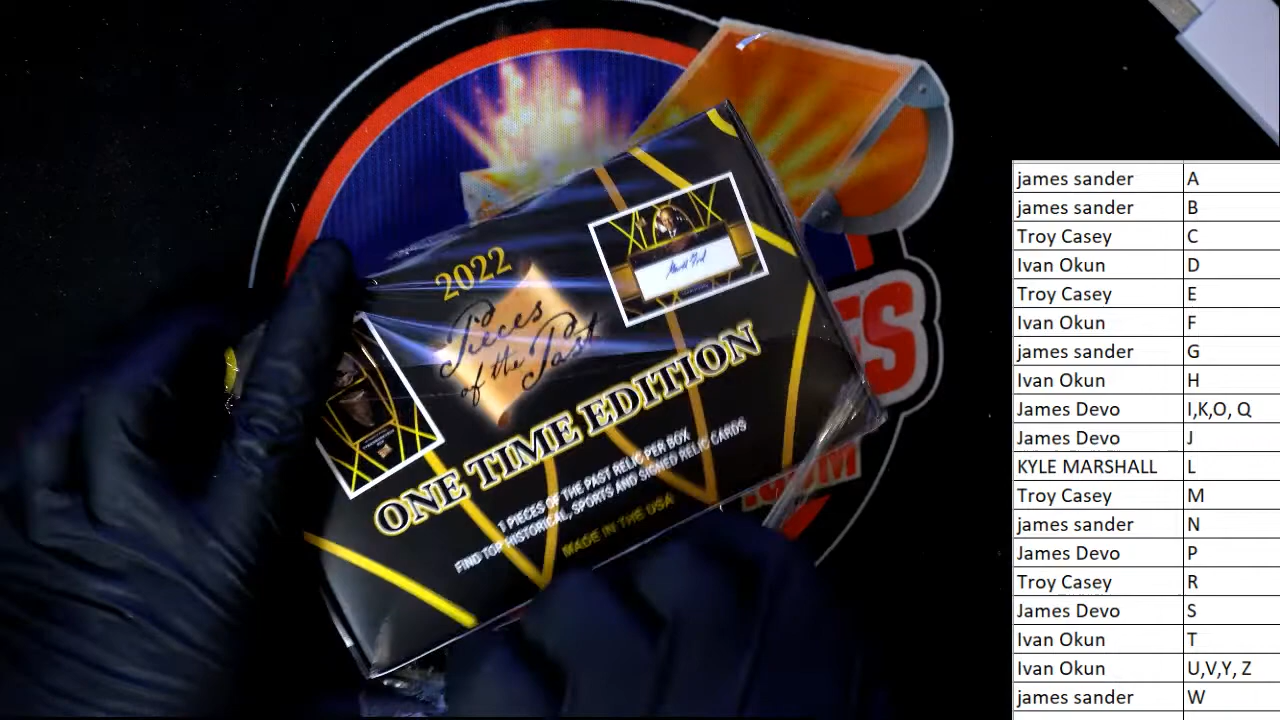 2022
Pieces
of the Past
ONE TIME EDITION
1 PIECES OF THE PAST RELIC PER BOX
FIND TOP HISTORICAL, SPORTS AND SIGNED RELIC CARDS
MADE IN THE USA
james sander A
james sander B
Troy Casey C
Ivan Okun D
Troy Casey E
Ivan Okun F
james sander G
Ivan Okun H
James Devo I,K,O, Q
James Devo J
KYLE MARSHALL L
Troy Casey M
james sander N
James Devo P
Troy Casey R
James Devo S
Ivan Okun T
Ivan Okun U,V,Y, Z
james sander W